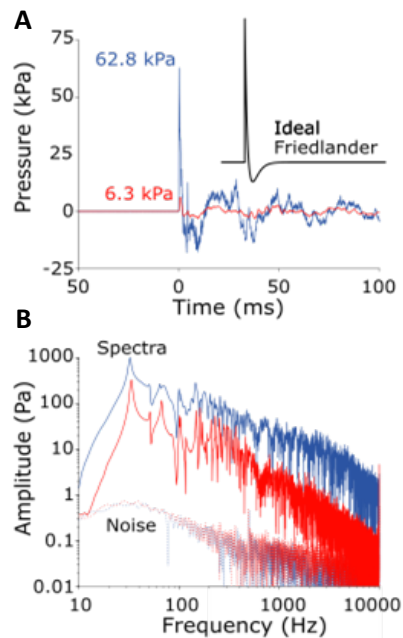 A
75
50
25
0
-25
Pressure (kPa)
62.8 kPa
6.3 kPa
Ideal
Friedlander
50
0
50
100
Time (ms)
B
1000
100
10
1
0.1
0.01
Amplitude (Pa)
Spectra
Noise
10
100
1000
10000
Frequency (Hz)